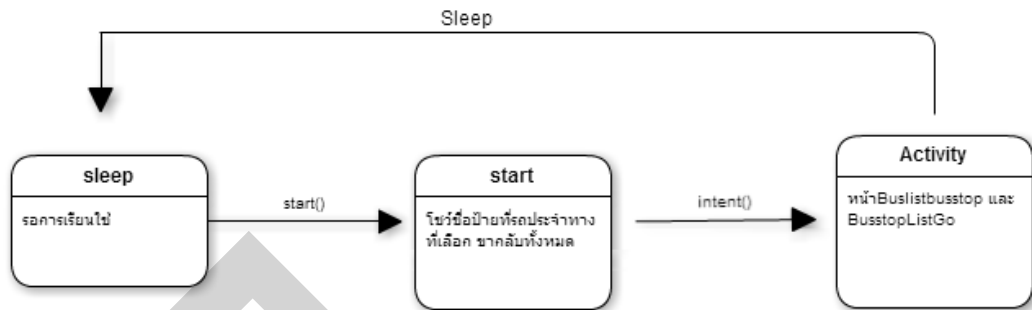 Sleep
sleep
รอการเรียนใช้
start()
start
โชว์ชื่อป้ายที่รถประจำทาง
ที่เลือก ขากลับทั้งหมด
intent()
Activity
หน้าBuslistbusstop และ
BusstopListGo